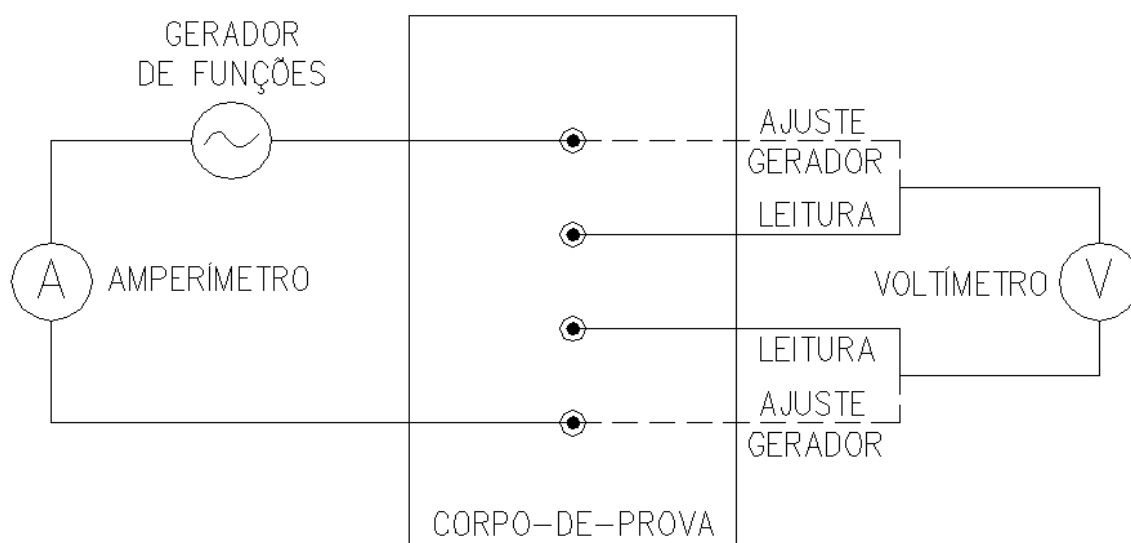 GERADOR
DE FUNÇÕES
AJUSTE
GERADOR
LEITURA
A
AMPERÍMETRO
VOLTÍMETRO
V
LEITURA
AJUSTE
GERADOR
CORPO-DE-PROVA